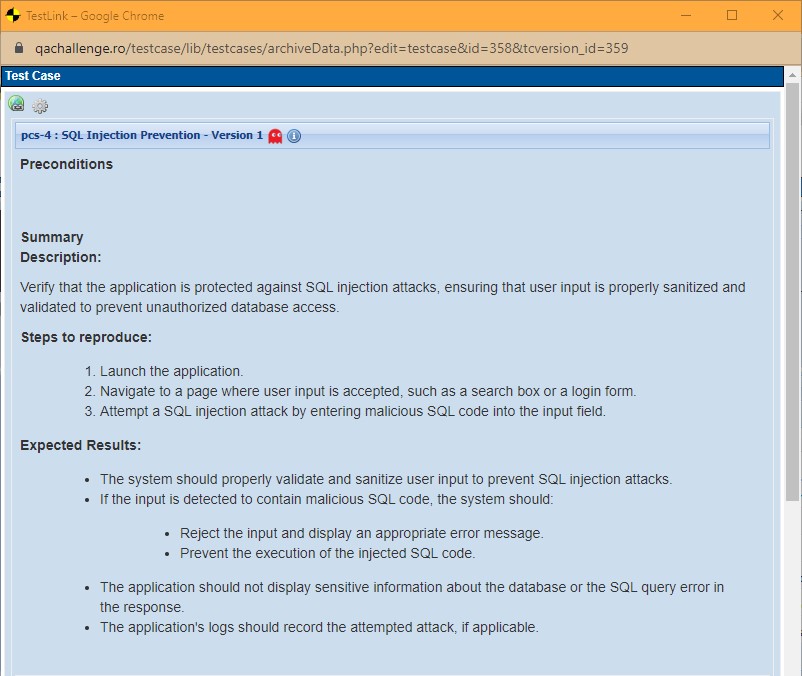 TestLink – Google Chrome
qachallenge.ro/testcase/lib/testcases/archiveData.php?edit=testcase&id=358&tcversion_id=359
Test Case
pcs-4 : SQL Injection Prevention - Version 1
Preconditions
Summary
Description:
Verify that the application is protected against SQL injection attacks, ensuring that user input is properly sanitized and
validated to prevent unauthorized database access.
Steps to reproduce:
1. Launch the application.
2. Navigate to a page where user input is accepted, such as a search box or a login form.
3. Attempt a SQL injection attack by entering malicious SQL code into the input field.
Expected Results:
• The system should properly validate and sanitize user input to prevent SQL injection attacks.
• If the input is detected to contain malicious SQL code, the system should:
• Reject the input and display an appropriate error message.
• Prevent the execution of the injected SQL code.
• The application should not display sensitive information about the database or the SQL query error in
the response.
• The application's logs should record the attempted attack, if applicable.